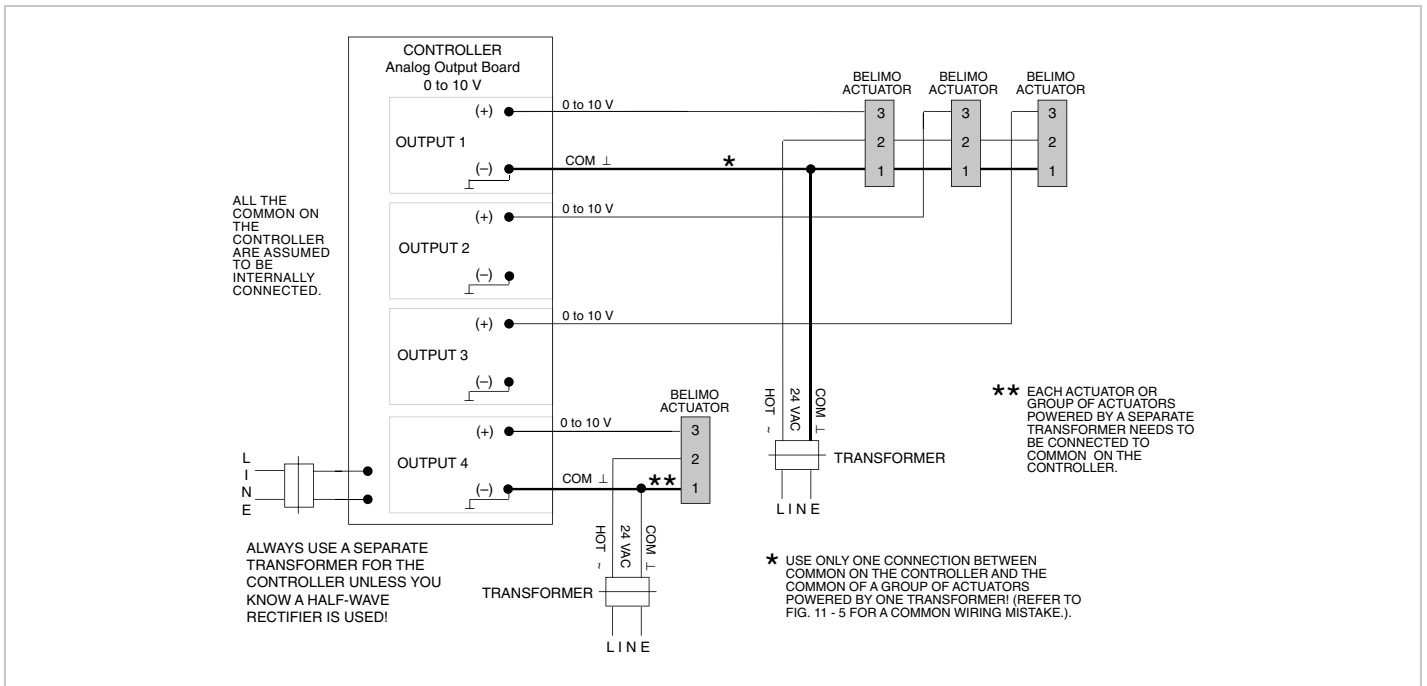 CONTROLLER
Analog Output Board
0 to 10 V
(+)
OUTPUT 1
(–)
0 to 10 V
COM ⊥
*
(+)
OUTPUT 2
(–)
0 to 10 V
(+)
OUTPUT 3
(–)
0 to 10 V
(+)
OUTPUT 4
(–)
0 to 10 V
COM ⊥
**
ALL THE
COMMON ON
THE
CONTROLLER
ARE ASSUMED
TO BE
INTERNALLY
CONNECTED.
BELIMO
ACTUATOR
3
2
1
BELIMO
ACTUATOR
3
2
1
BELIMO
ACTUATOR
3
2
1
BELIMO
ACTUATOR
3
2
1
HOT ~
24 VAC
COM ⊥
TRANSFORMER
LINE
HOT ~
24 VAC
COM ⊥
TRANSFORMER
LINE
LINE
ALWAYS USE A SEPARATE
TRANSFORMER FOR THE
CONTROLLER UNLESS YOU
KNOW A HALF-WAVE
RECTIFIER IS USED!
** EACH ACTUATOR OR
GROUP OF ACTUATORS
POWERED BY A SEPARATE
TRANSFORMER NEEDS TO
BE CONNECTED TO
COMMON ON THE
CONTROLLER.
* USE ONLY ONE CONNECTION BETWEEN
COMMON ON THE CONTROLLER AND THE
COMMON OF A GROUP OF ACTUATORS
POWERED BY ONE TRANSFORMER! (REFER TO
FIG. 11 - 5 FOR A COMMON WIRING MISTAKE.).